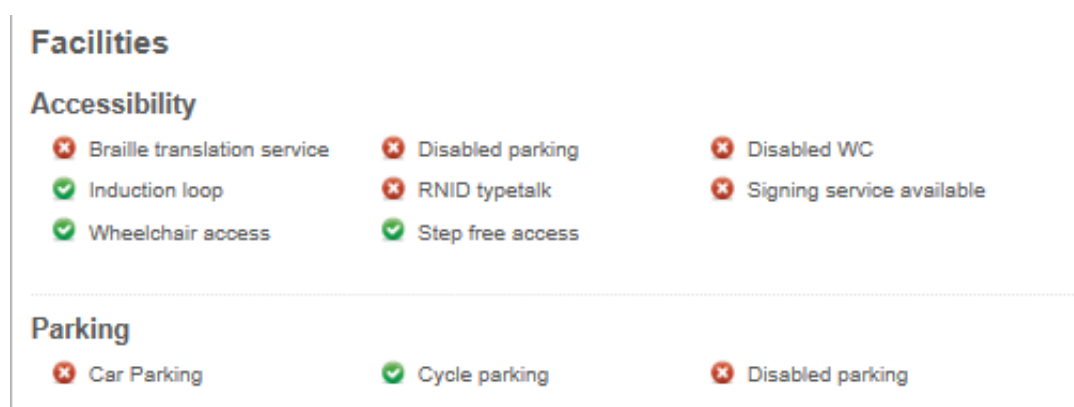 Facilities
Accessibility
Braille translation service Disabled parking Disabled WC
Induction loop RNID typetalk Signing service available
Wheelchair access Step free access
Parking
Car Parking Cycle parking Disabled parking